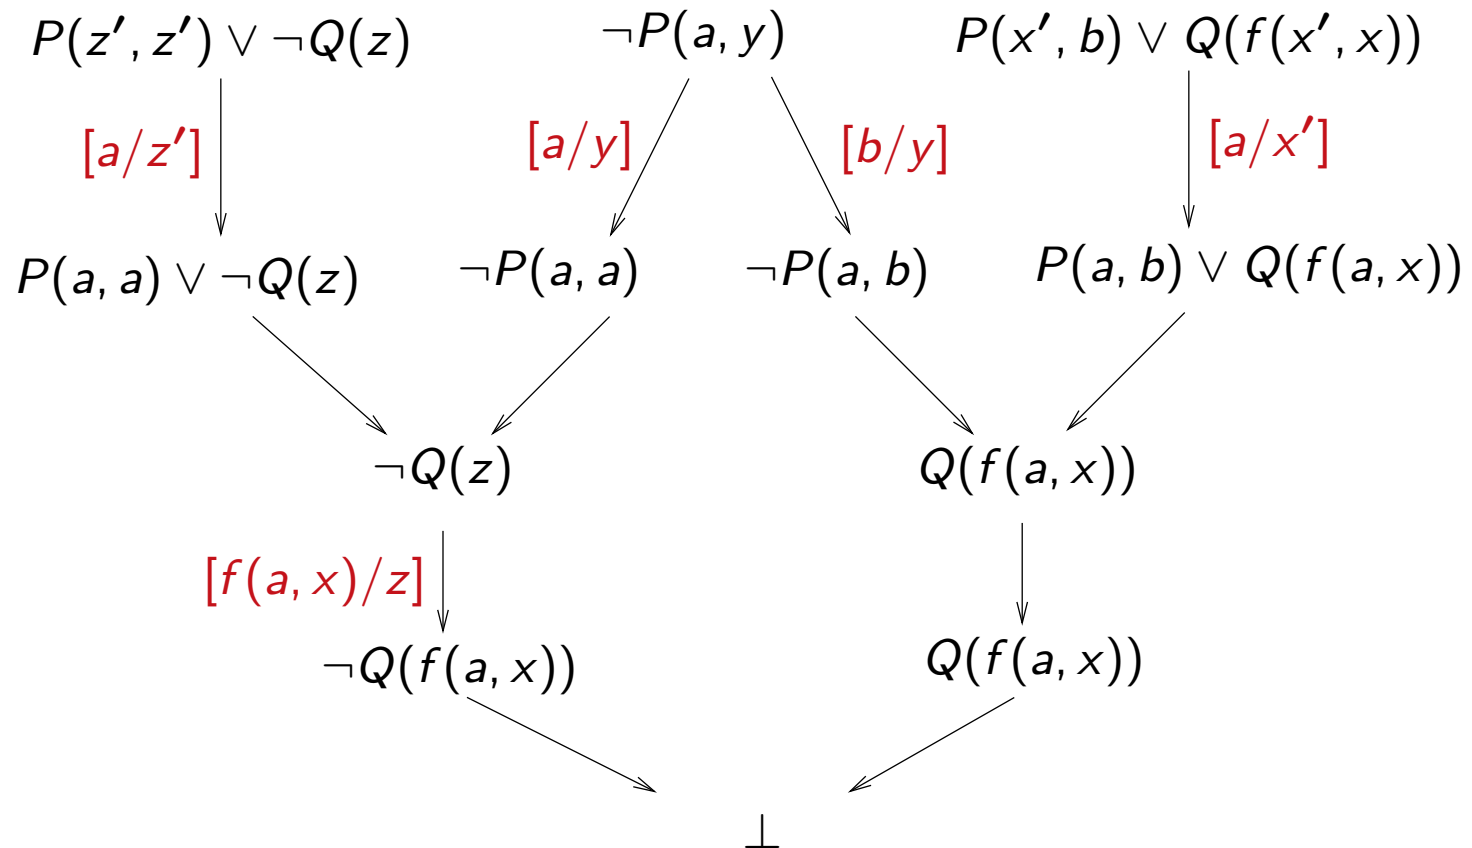 P(z′, z′) ∨ ¬Q(z) ¬P(a, y) P(x′, b) ∨ Q(f(x′, x))
[a/z′] [a/y] [b/y] [a/x′]
P(a, a) ∨ ¬Q(z) ¬P(a, a) ¬P(a, b) P(a, b) ∨ Q(f(a, x))
¬Q(z) Q(f(a, x))
[f(a, x)/z]
¬Q(f(a, x)) Q(f(a, x))
⊥